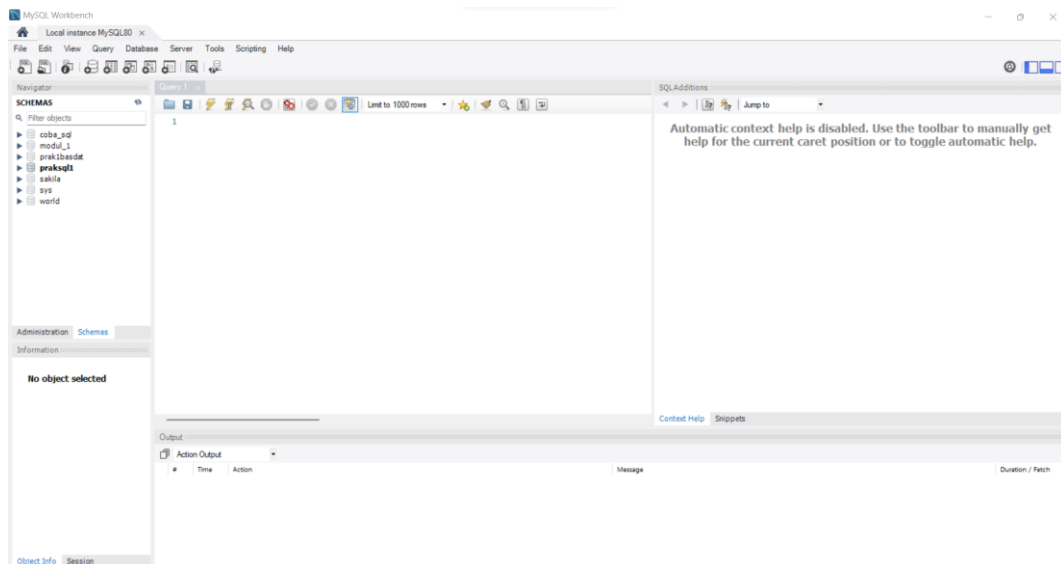 MySQL Workbench
Local instance MySQL80
File Edit View Query Database Server Tools Scripting Help
Navigator
SCHEMAS
Filter objects
coba_sql
modul_1
prak1basdat
praksql1
sakila
sys
world
Administration Schemas
Information
No object selected
Object Info Session
Query 1
Limit to 1000 rows
1
SQLAdditions
Jump to
Automatic context help is disabled. Use the toolbar to manually get
help for the current caret position or to toggle automatic help.
Context Help Snippets
Output
Action Output
# Time Action Message Duration / Fetch